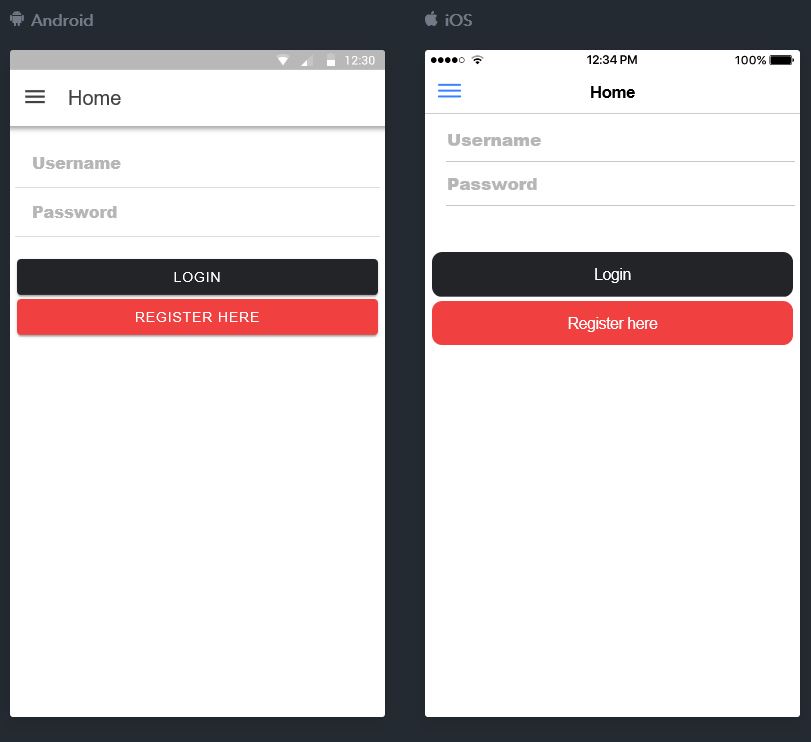 Android
12:30
Home
Username
Password
LOGIN
REGISTER HERE
iOS
12:34 PM
100%
Home
Username
Password
Login
Register here